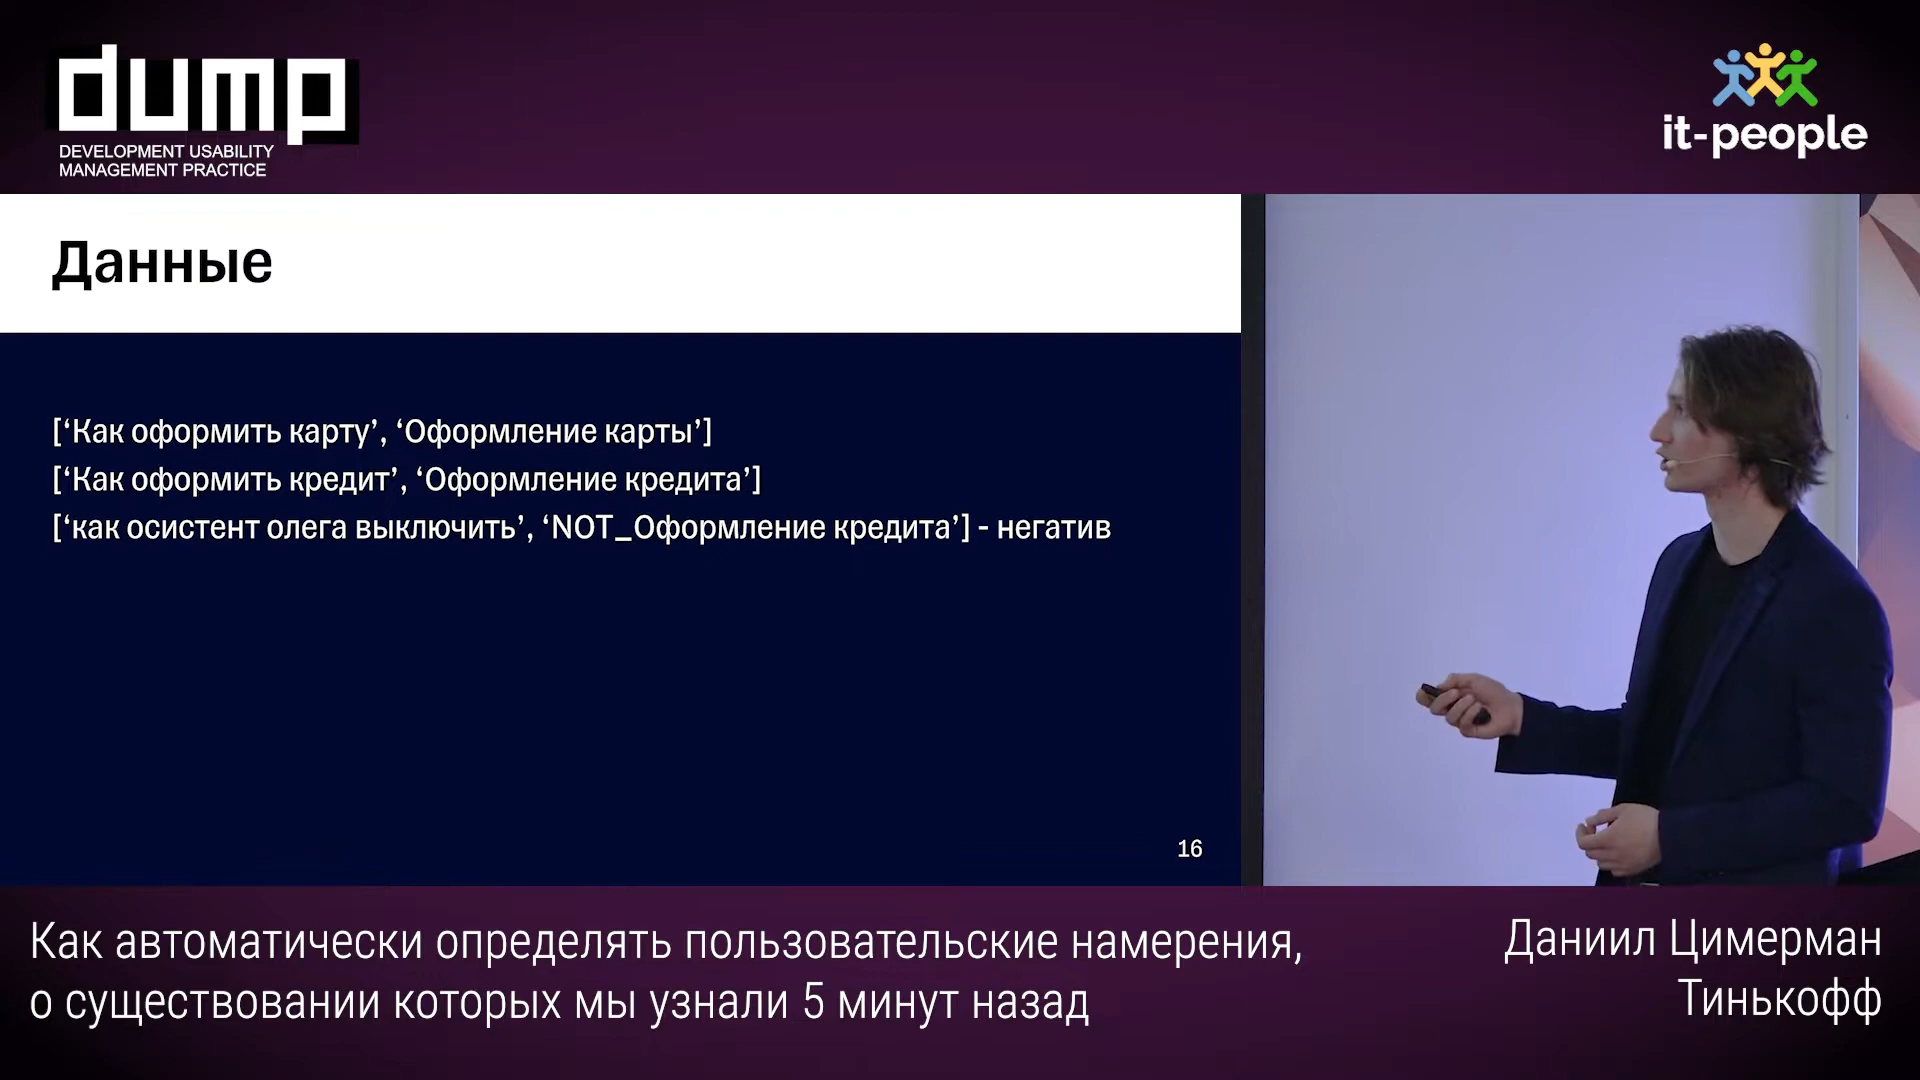 dump
DEVELOPMENT USABILITY
MANAGEMENT PRACTICE
it-people
Данные
[‘Как оформить карту’, ‘Оформление карты’]
[‘Как оформить кредит’, ‘Оформление кредита’]
[‘как осистент олега выключить’, ‘NOT_Оформление кредита’] - негатив
16
Как автоматически определять пользовательские намерения,
о существовании которых мы узнали 5 минут назад
Даниил Цимерман
Тинькофф